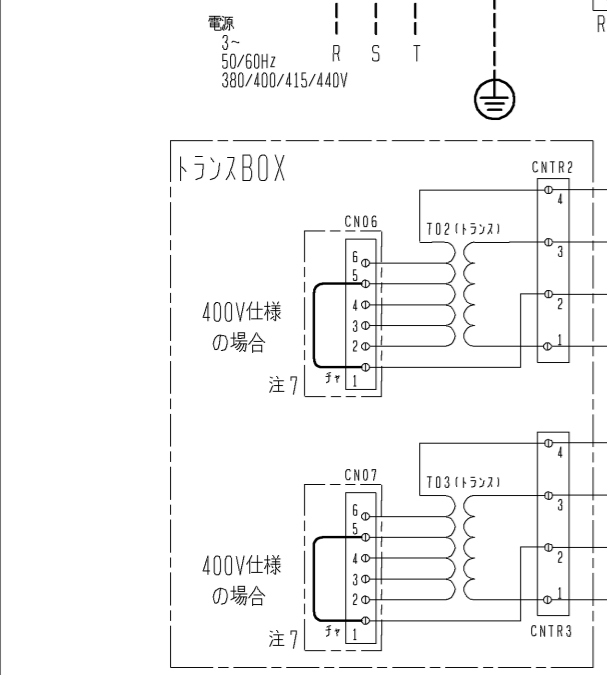 電源
3~
50/60Hz
380/400/415/440V
R S T
R
トランスBOX
CNTR2
4
3
2
1
CN06
6
5
4
3
2
1
T02(トランス)
400V仕様
の場合
注7
チャ
4
3
2
1
CN07
6
5
4
3
2
1
T03(トランス)
400V仕様
の場合
注7
チャ
CNTR3